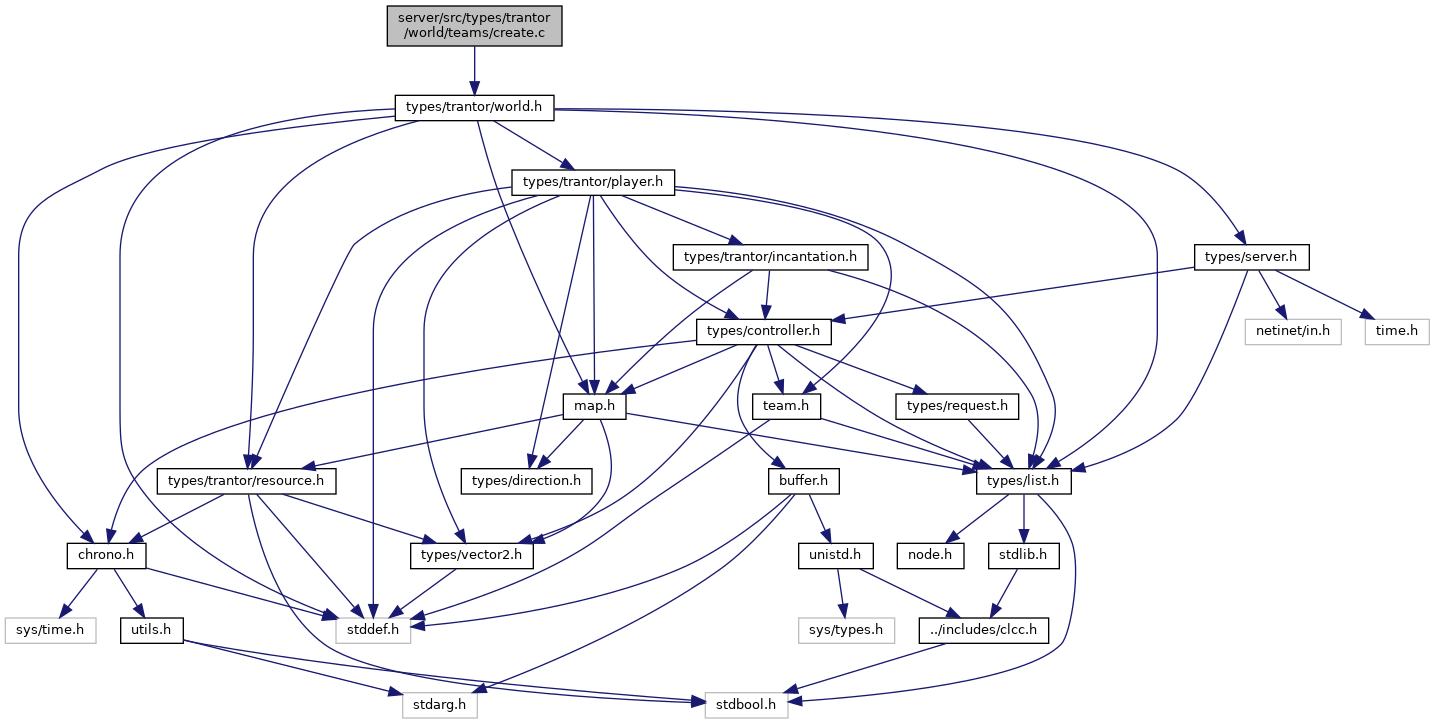 server/src/types/trantor
/world/teams/create.c
types/trantor/world.h
types/trantor/player.h
types/trantor/incantation.h
types/server.h
types/controller.h
netinet/in.h
time.h
map.h
team.h
types/request.h
types/trantor/resource.h
types/direction.h
buffer.h
types/list.h
chrono.h
types/vector2.h
unistd.h
node.h
stdlib.h
sys/time.h
utils.h
stddef.h
sys/types.h
../includes/clcc.h
stdarg.h
stdbool.h